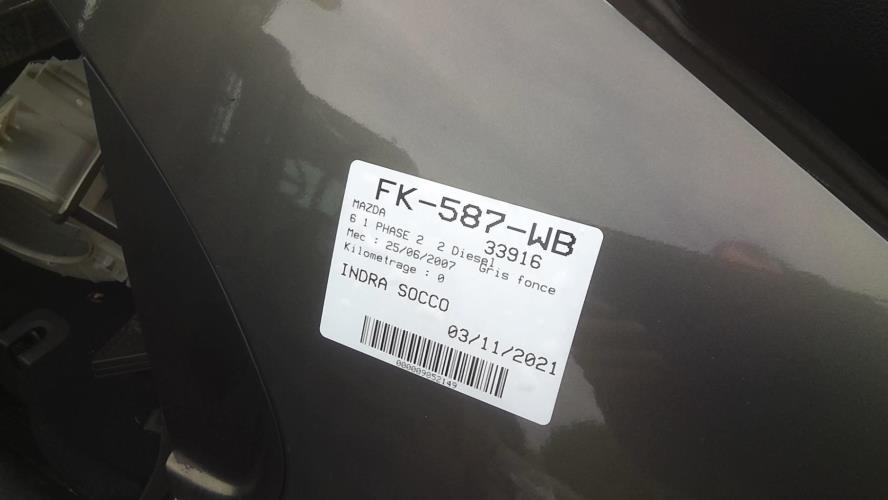 FK-587-WB
MAZDA 33916
6 1 PHASE 2 2 Diesel
Mec : 25/06/2007 Gris fonce
Kilometrage : 0
INDRA SOCCO
03/11/2021
000009852149